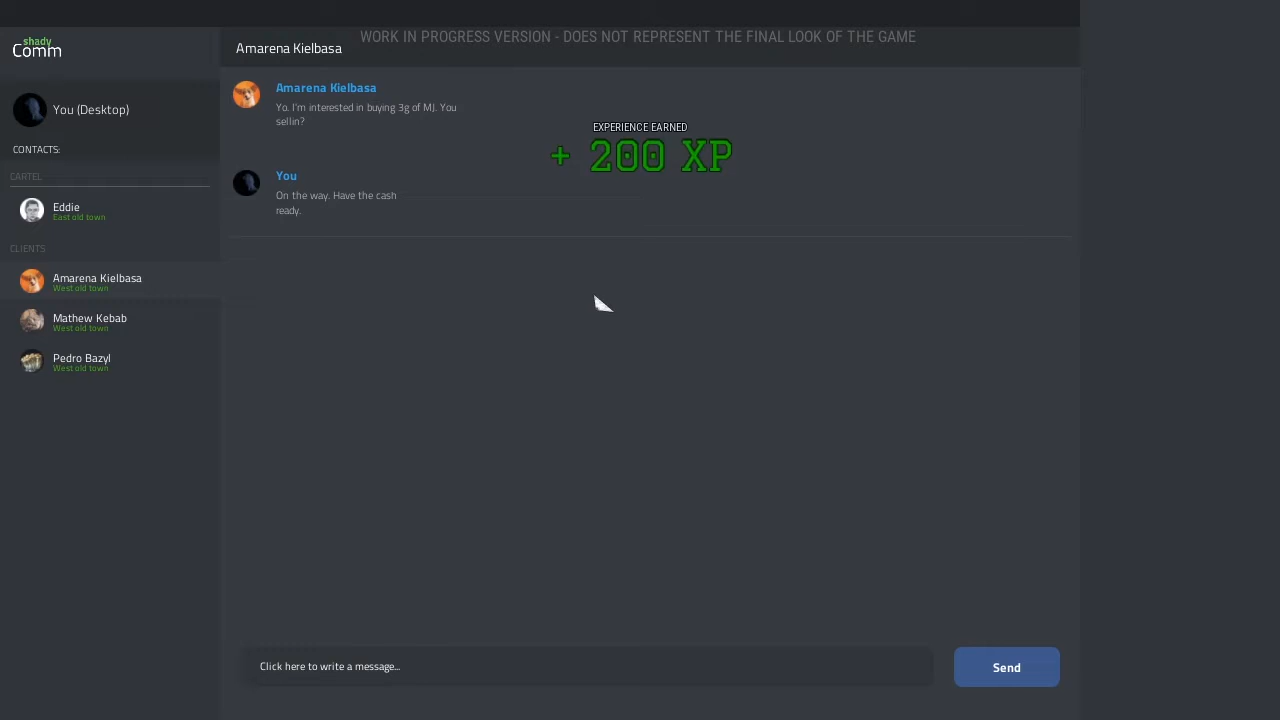 WORK IN PROGRESS VERSION - DOES NOT REPRESENT THE FINAL LOOK OF THE GAME
shady
Comm
Amarena Kielbasa
You (Desktop)
CONTACTS:
CARTEL
Eddie
East old town
CLIENTS
Amarena Kielbasa
West old town
Mathew Kebab
West old town
Pedro Bazyl
West old town
Amarena Kielbasa
Yo. I'm interested in buying 3g of MJ. You
sellin?
EXPERIENCE EARNED
+ 200 XP
You
On the way. Have the cash
ready.
Click here to write a message...
Send